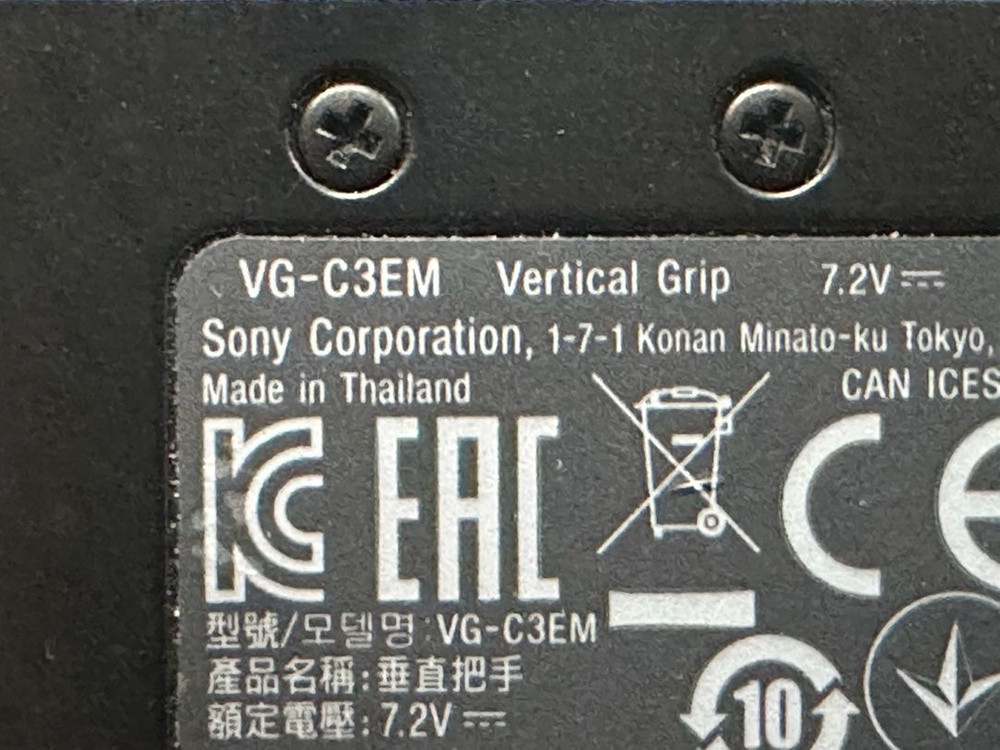 VG-C3EM Vertical Grip 7.2V ⎓
Sony Corporation, 1-7-1 Konan Minato-ku Tokyo,
Made in Thailand CAN ICES
KC EAC CE
型號/모델명:VG-C3EM
產品名稱:垂直把手
額定電壓:7.2V ⎓
10